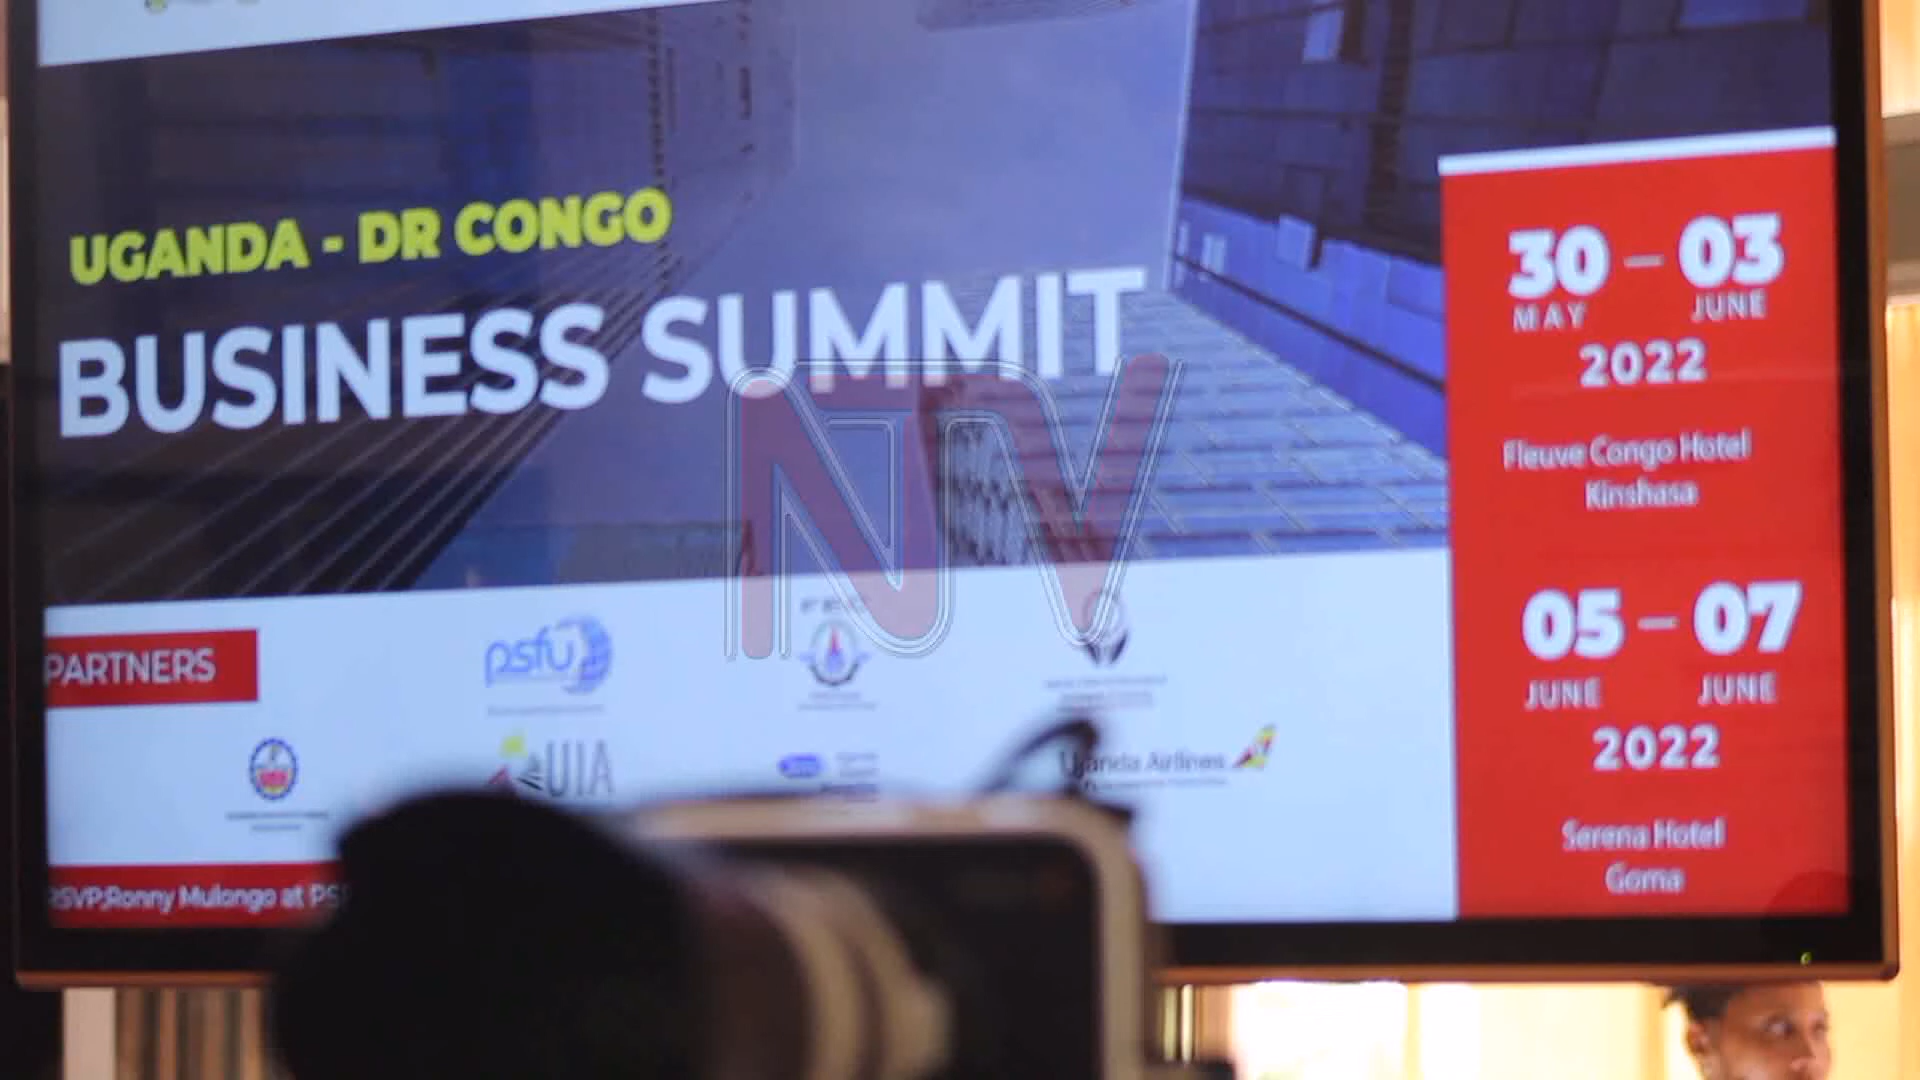 UGANDA - DR CONGO
BUSINESS SUMMIT
30 — 03
MAY JUNE
2022
Fleuve Congo Hotel
Kinshasa
05 — 07
JUNE JUNE
2022
Serena Hotel
Goma
NTV
PARTNERS
psfu
UIA
Uganda Airlines
RSVP;Ronny Mulongo at